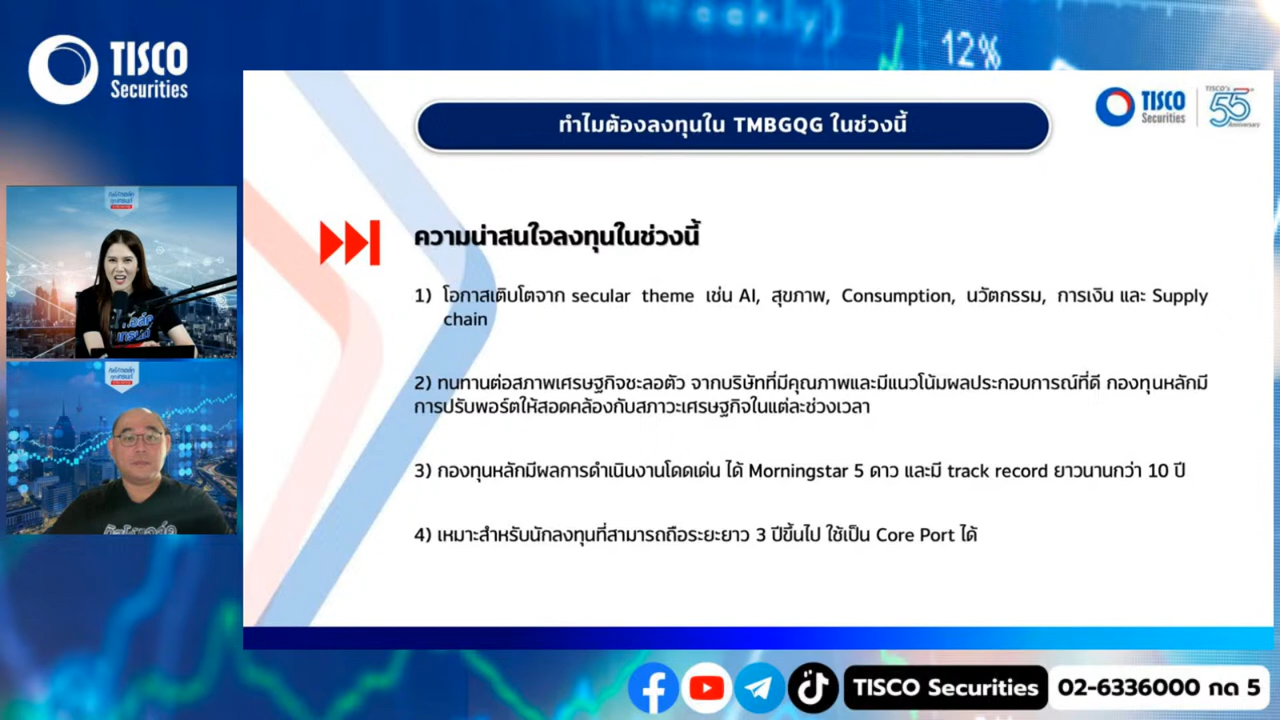 Weekly)
12%
TISCO
Securities
TISCO
Securities
TISCO's
55
Anniversary
ทำไมต้องลงทุนใน TMBGQG ในช่วงนี้
ความน่าสนใจลงทุนในช่วงนี้
1) โอกาสเติบโตจาก secular theme เช่น AI, สุขภาพ, Consumption, นวัตกรรม, การเงิน และ Supply
chain
2) ทนทานต่อสภาพเศรษฐกิจชะลอตัว จากบริษัทที่มีคุณภาพและมีแนวโน้มผลประกอบการณ์ที่ดี กองทุนหลักมี
การปรับพอร์ตให้สอดคล้องกับสภาวะเศรษฐกิจในแต่ละช่วงเวลา
3) กองทุนหลักมีผลการดำเนินงานโดดเด่น ได้ Morningstar 5 ดาว และมี track record ยาวนานกว่า 10 ปี
4) เหมาะสำหรับนักลงทุนที่สามารถถือระยะยาว 3 ปีขึ้นไป ใช้เป็น Core Port ได้
TISCO Securities
02-6336000 กด 5